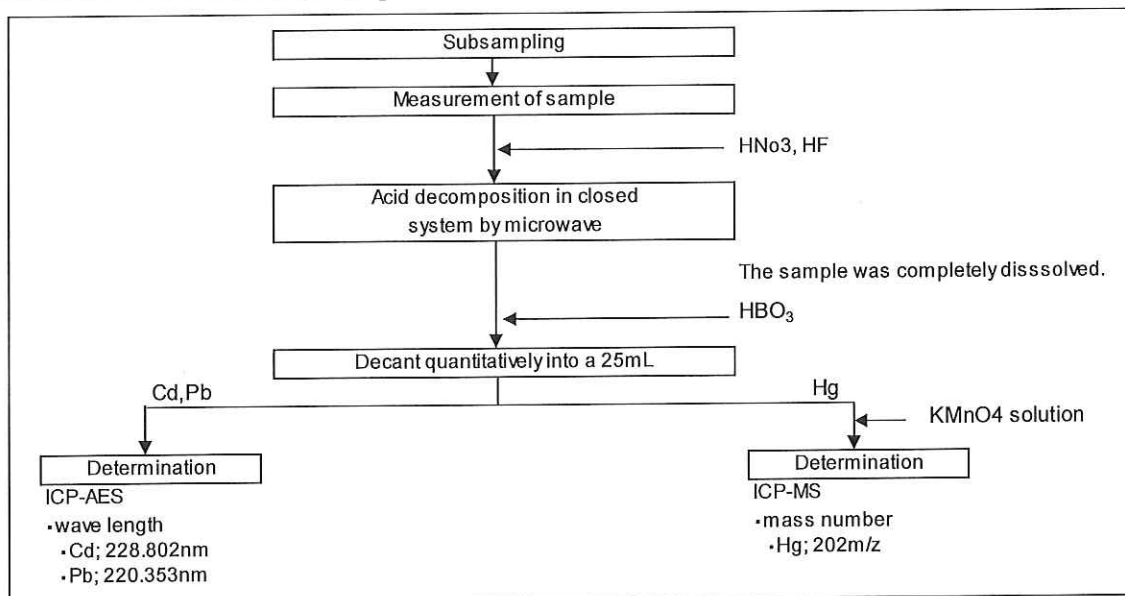 Subsampling
Measurement of sample
HNo3, HF
Acid decomposition in closed
system by microwave
The sample was completely disssolved.
HBO₃
Decant quantitatively into a 25mL
Cd,Pb
Hg
KMnO4 solution
Determination
ICP-AES
・wave length
・Cd; 228.802nm
・Pb; 220.353nm
Determination
ICP-MS
・mass number
・Hg; 202m/z